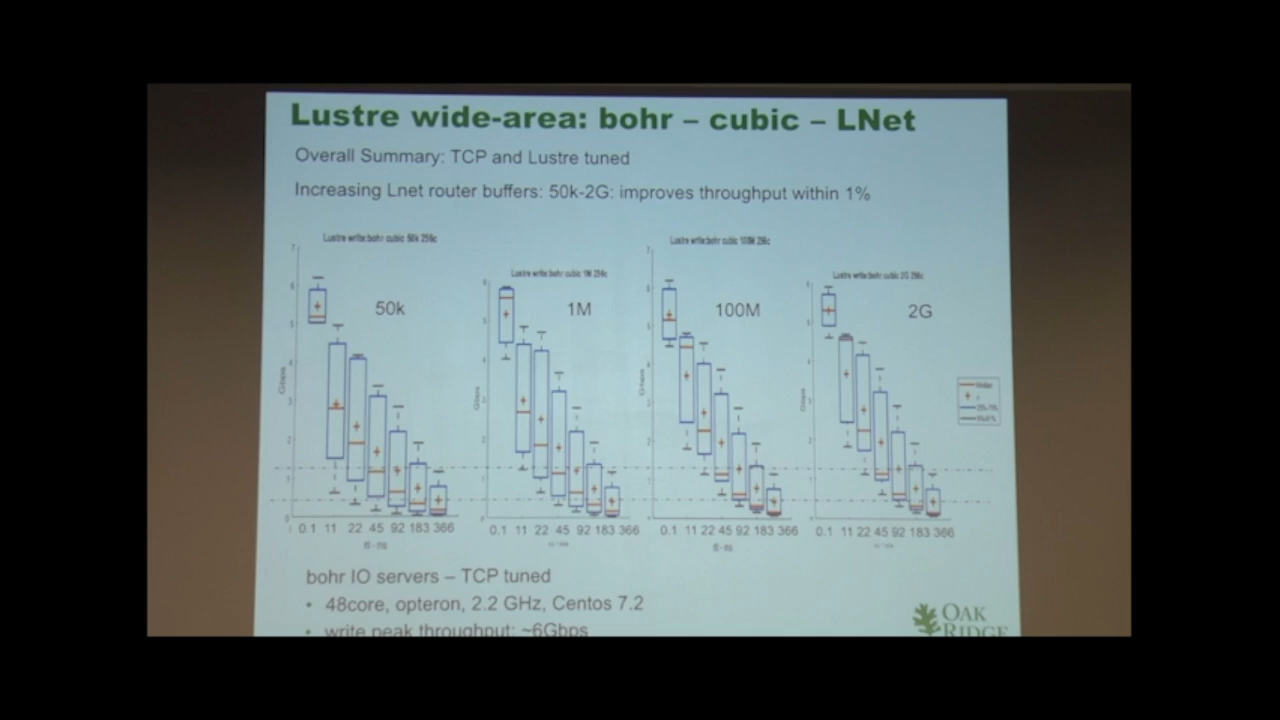 Lustre wide-area: bohr – cubic – LNet
Overall Summary: TCP and Lustre tuned
Increasing Lnet router buffers: 50k-2G: improves throughput within 1%
Lustre write:bohr cubic 50k 256c
Lustre write:bohr cubic 1M 256c
Lustre write:bohr cubic 100M 256c
Lustre write:bohr cubic 2G 256c
50k
1M
100M
2G
Gbps
Gbps
Gbps
Gbps
0.1 11 22 45 92 183 366
0.1 11 22 45 92 183 366
0.1 11 22 45 92 183 366
0.1 11 22 45 92 183 366
bohr IO servers – TCP tuned
• 48core, opteron, 2.2 GHz, Centos 7.2
• write peak throughput: ~6Gbps
OAK
RIDGE